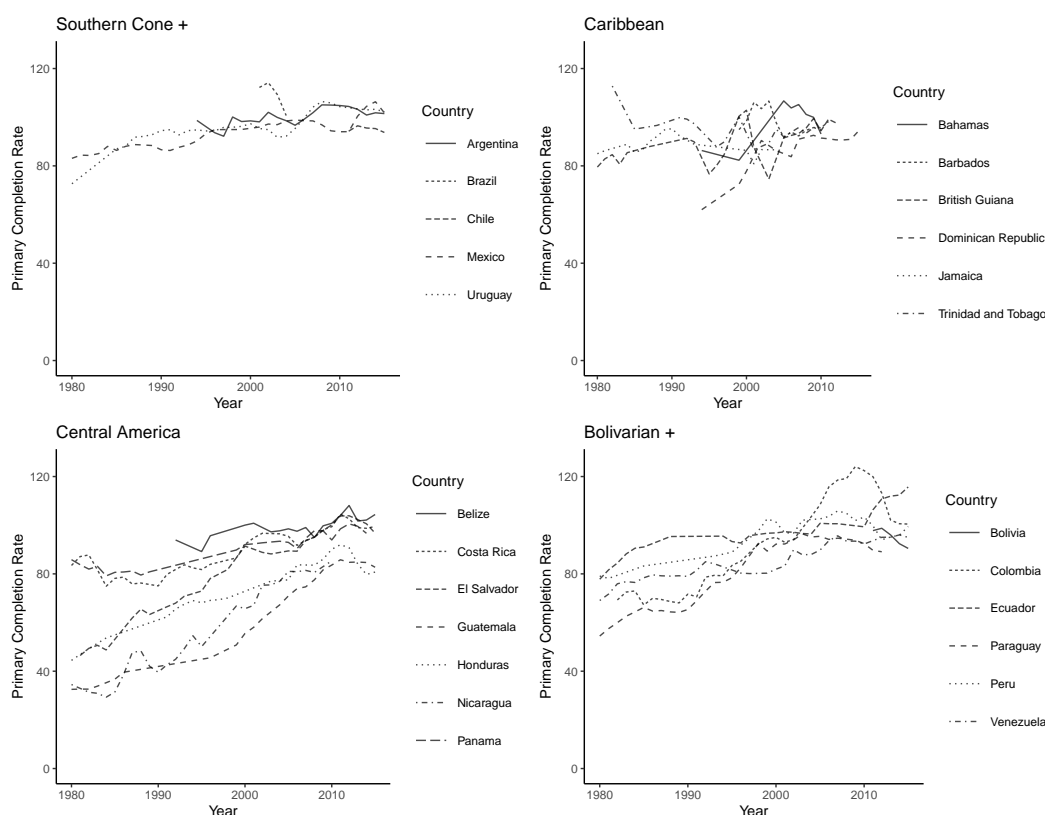 Southern Cone +
Primary Completion Rate
120
80
40
0
1980
1990
2000
2010
Year
Country
Argentina
Brazil
Chile
Mexico
Uruguay
Caribbean
Primary Completion Rate
120
80
40
0
1980
1990
2000
2010
Year
Country
Bahamas
Barbados
British Guiana
Dominican Republic
Jamaica
Trinidad and Tobago
Central America
Primary Completion Rate
120
80
40
0
1980
1990
2000
2010
Year
Country
Belize
Costa Rica
El Salvador
Guatemala
Honduras
Nicaragua
Panama
Bolivarian +
Primary Completion Rate
120
80
40
0
1980
1990
2000
2010
Year
Country
Bolivia
Colombia
Ecuador
Paraguay
Peru
Venezuela